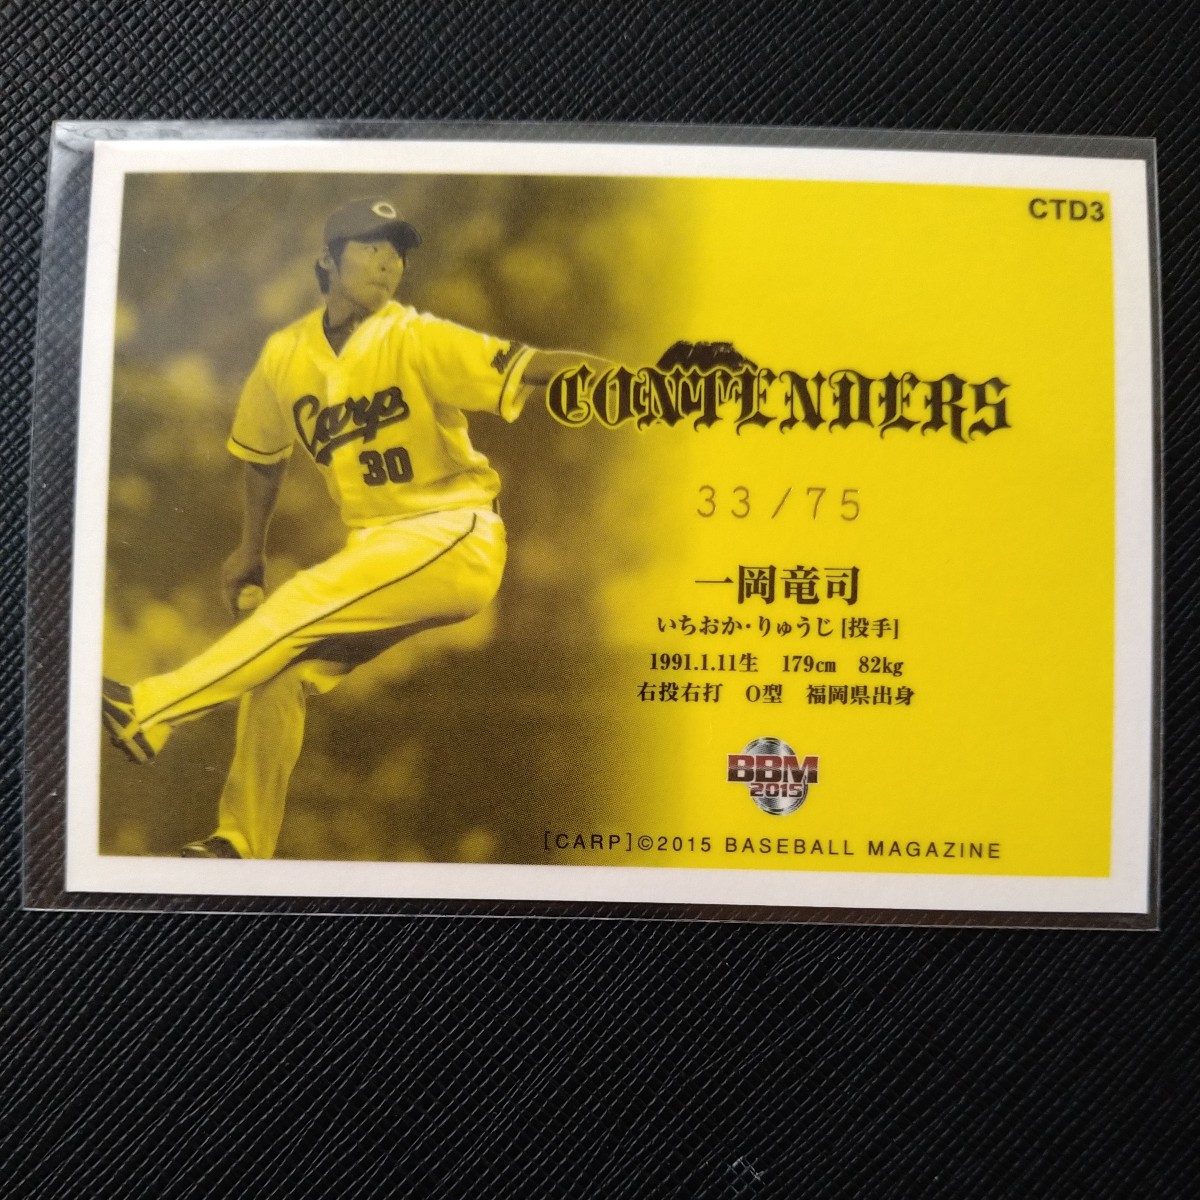 CTD3
Carp
30
CONTENDERS
33/75
一岡竜司
いちおか・りゅうじ [投手]
1991.1.11生 179cm 82kg
右投右打 O型 福岡県出身
BBM
2015
[CARP]©2015 BASEBALL MAGAZINE